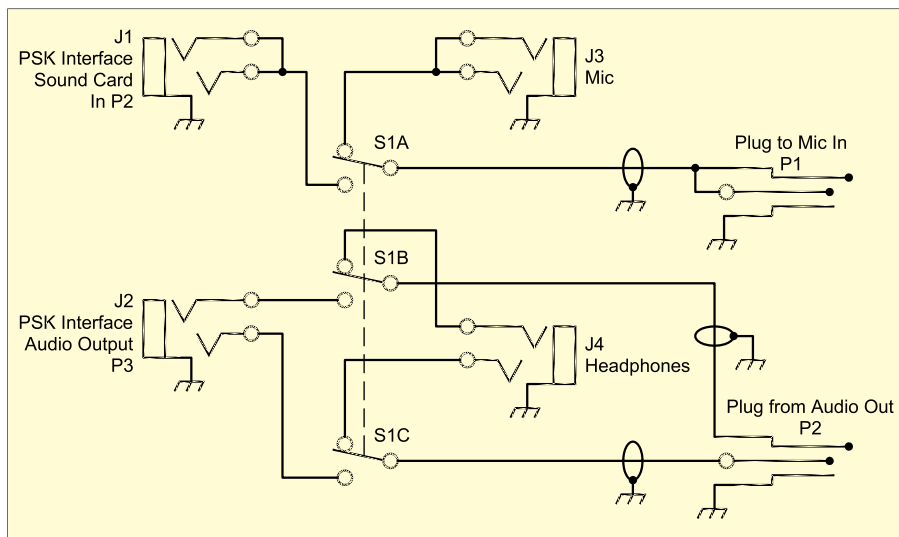 J1
PSK Interface
Sound Card
In P2
J3
Mic
S1A
Plug to Mic In
P1
S1B
J2
PSK Interface
Audio Output
P3
J4
Headphones
Plug from Audio Out
P2
S1C